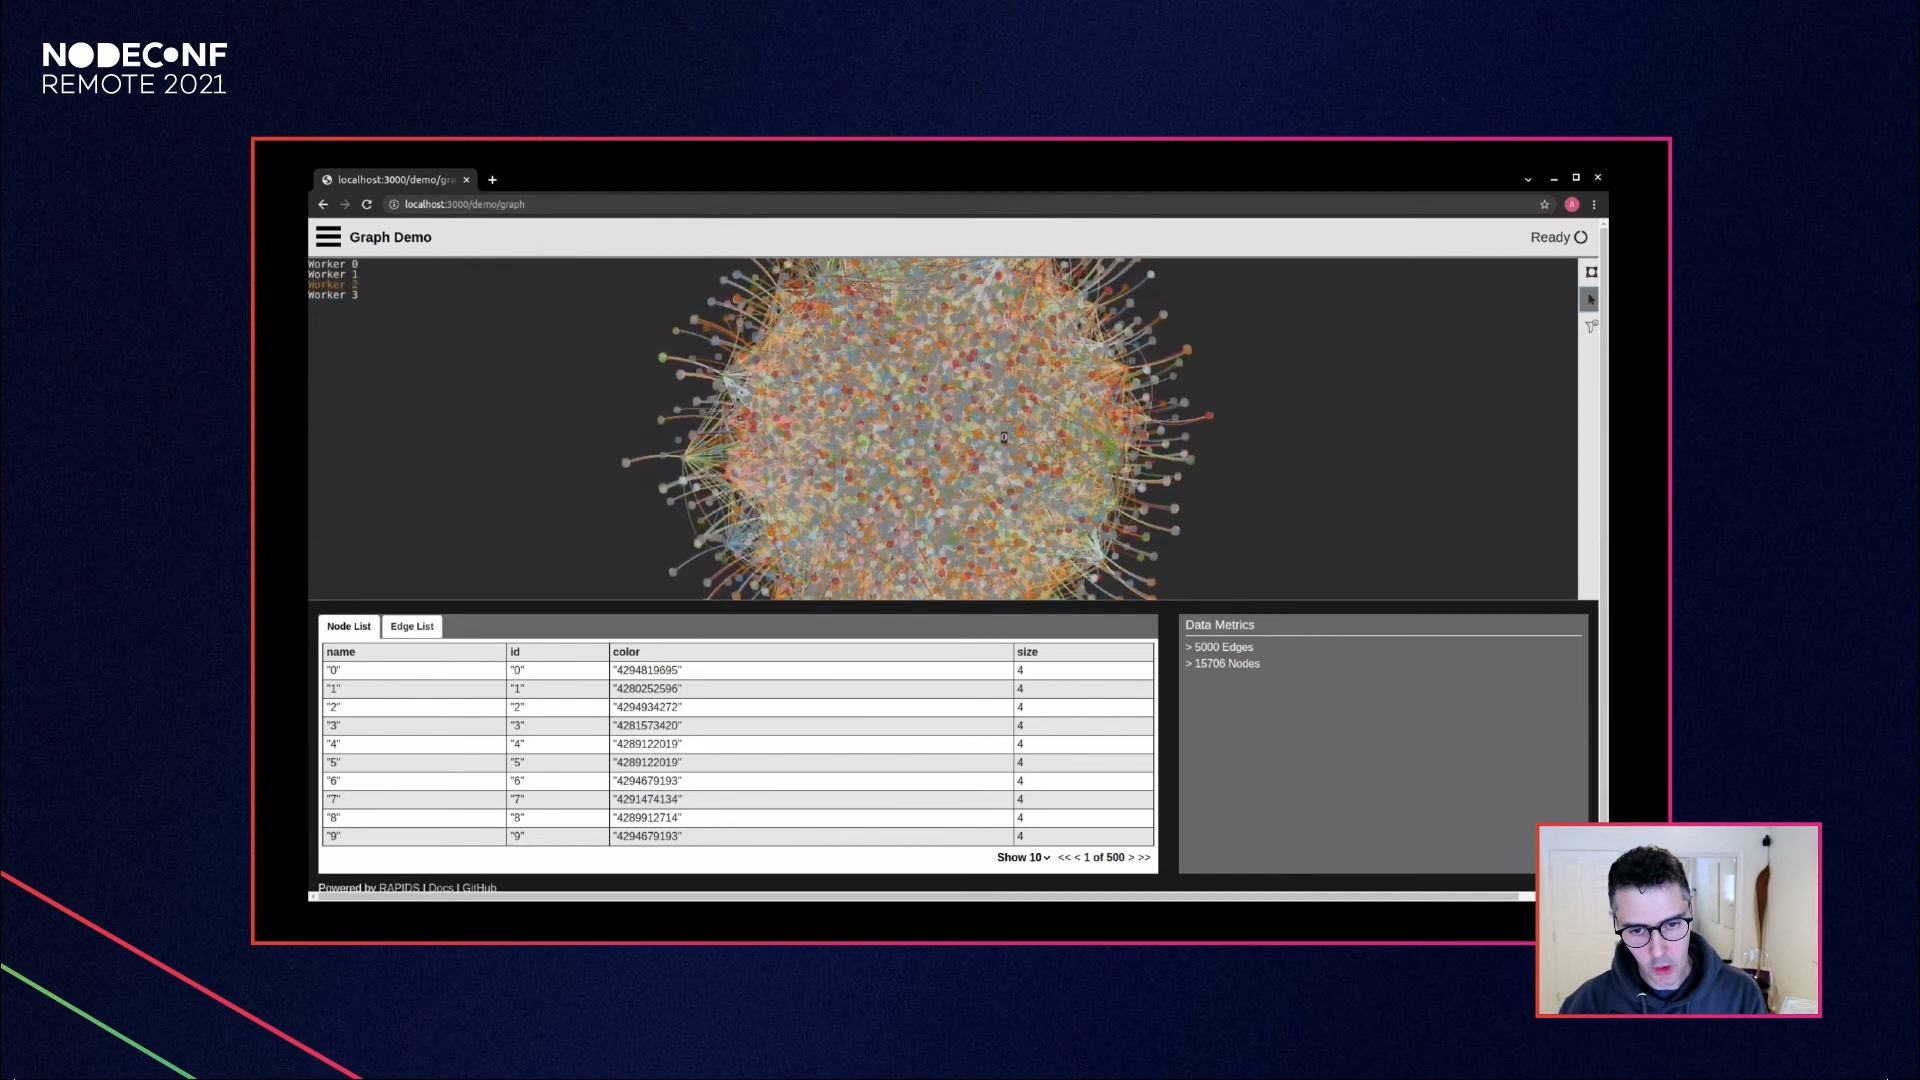 NODECONF
REMOTE 2021
localhost:3000/demo/gra
localhost:3000/demo/graph
A
Graph Demo
Ready
Worker 0
Worker 1
Worker 2
Worker 3
0
Node List
Edge List
name id color size
"0" "0" "4294819695" 4
"1" "1" "4280252596" 4
"2" "2" "4294934272" 4
"3" "3" "4281573420" 4
"4" "4" "4289122019" 4
"5" "5" "4289122019" 4
"6" "6" "4294679193" 4
"7" "7" "4291474134" 4
"8" "8" "4289912714" 4
"9" "9" "4294679193" 4
Show 10 << < 1 of 500 > >>
Data Metrics
> 5000 Edges
> 15706 Nodes
Powered by RAPIDS | Docs | GitHub